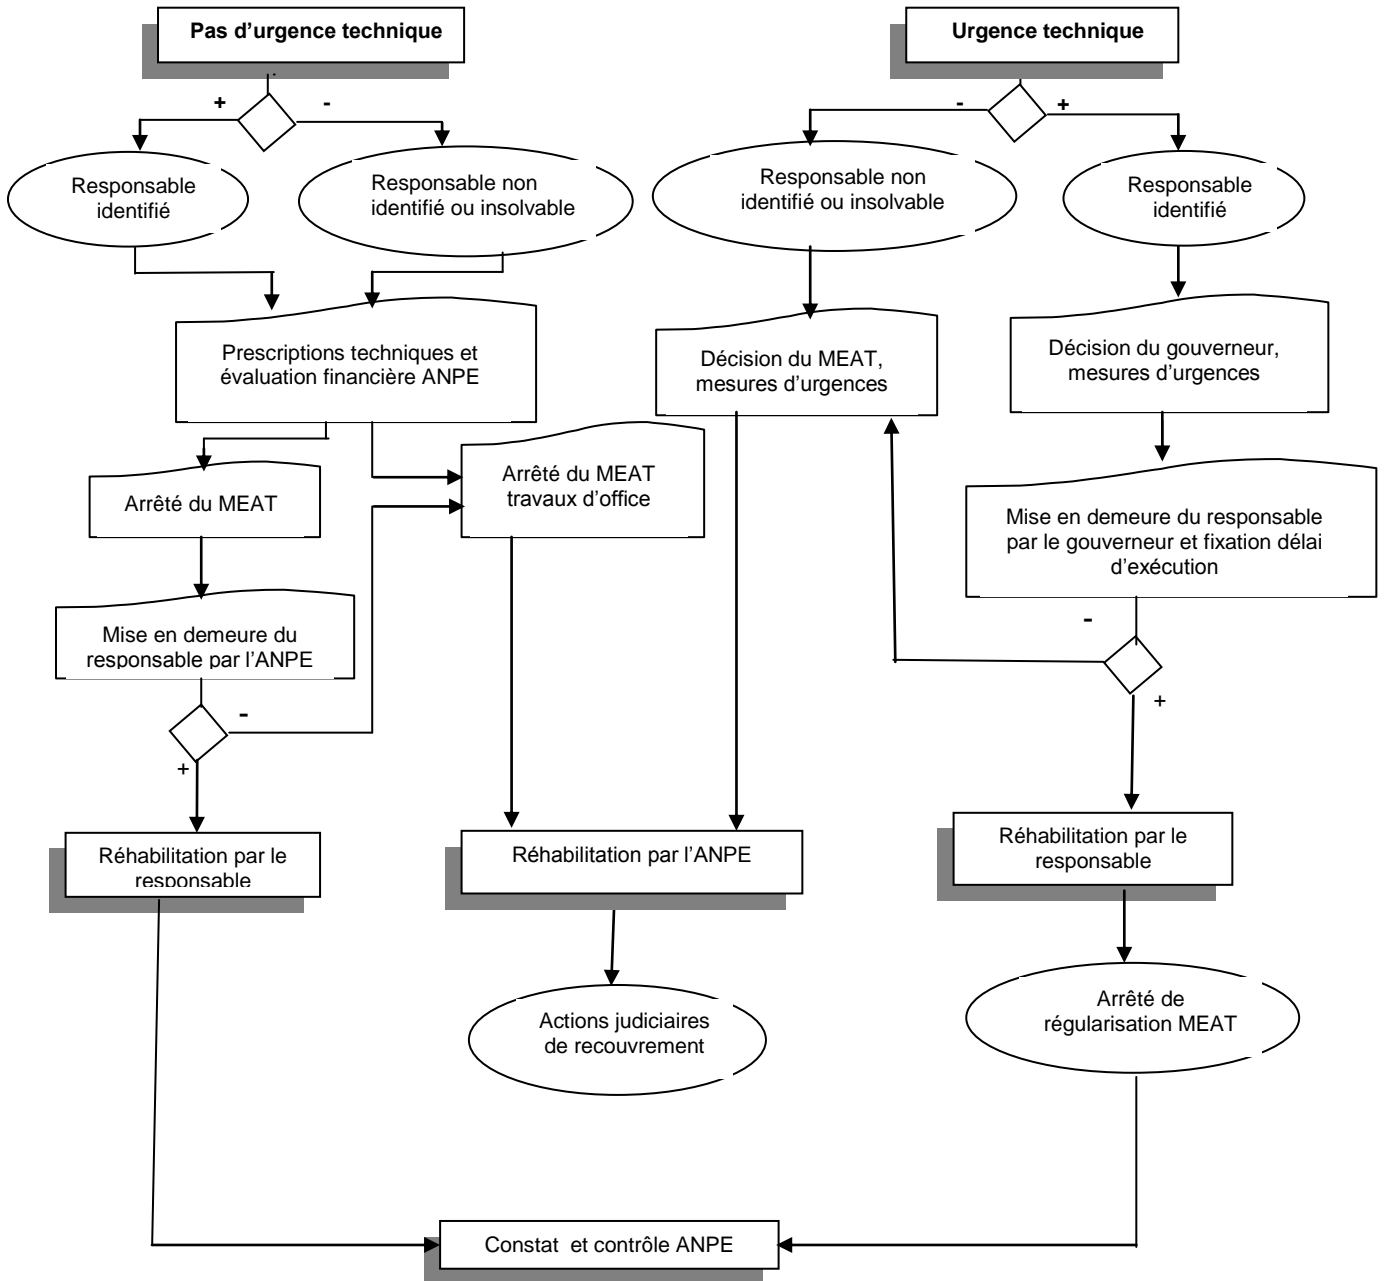 Pas d'urgence technique
Urgence technique
+
-
-
+
Responsable
identifié
Responsable non
identifié ou insolvable
Responsable non
identifié ou insolvable
Responsable
identifié
Prescriptions techniques et
évaluation financière ANPE
Décision du MEAT,
mesures d'urgences
Décision du gouverneur,
mesures d'urgences
Arrêté du MEAT
Arrêté du MEAT
travaux d'office
Mise en demeure du responsable
par le gouverneur et fixation délai
d'exécution
Mise en demeure du
responsable par l'ANPE
-
+
-
+
Réhabilitation par le
responsable
Réhabilitation par l'ANPE
Réhabilitation par le
responsable
Actions judiciaires
de recouvrement
Arrêté de
régularisation MEAT
Constat et contrôle ANPE